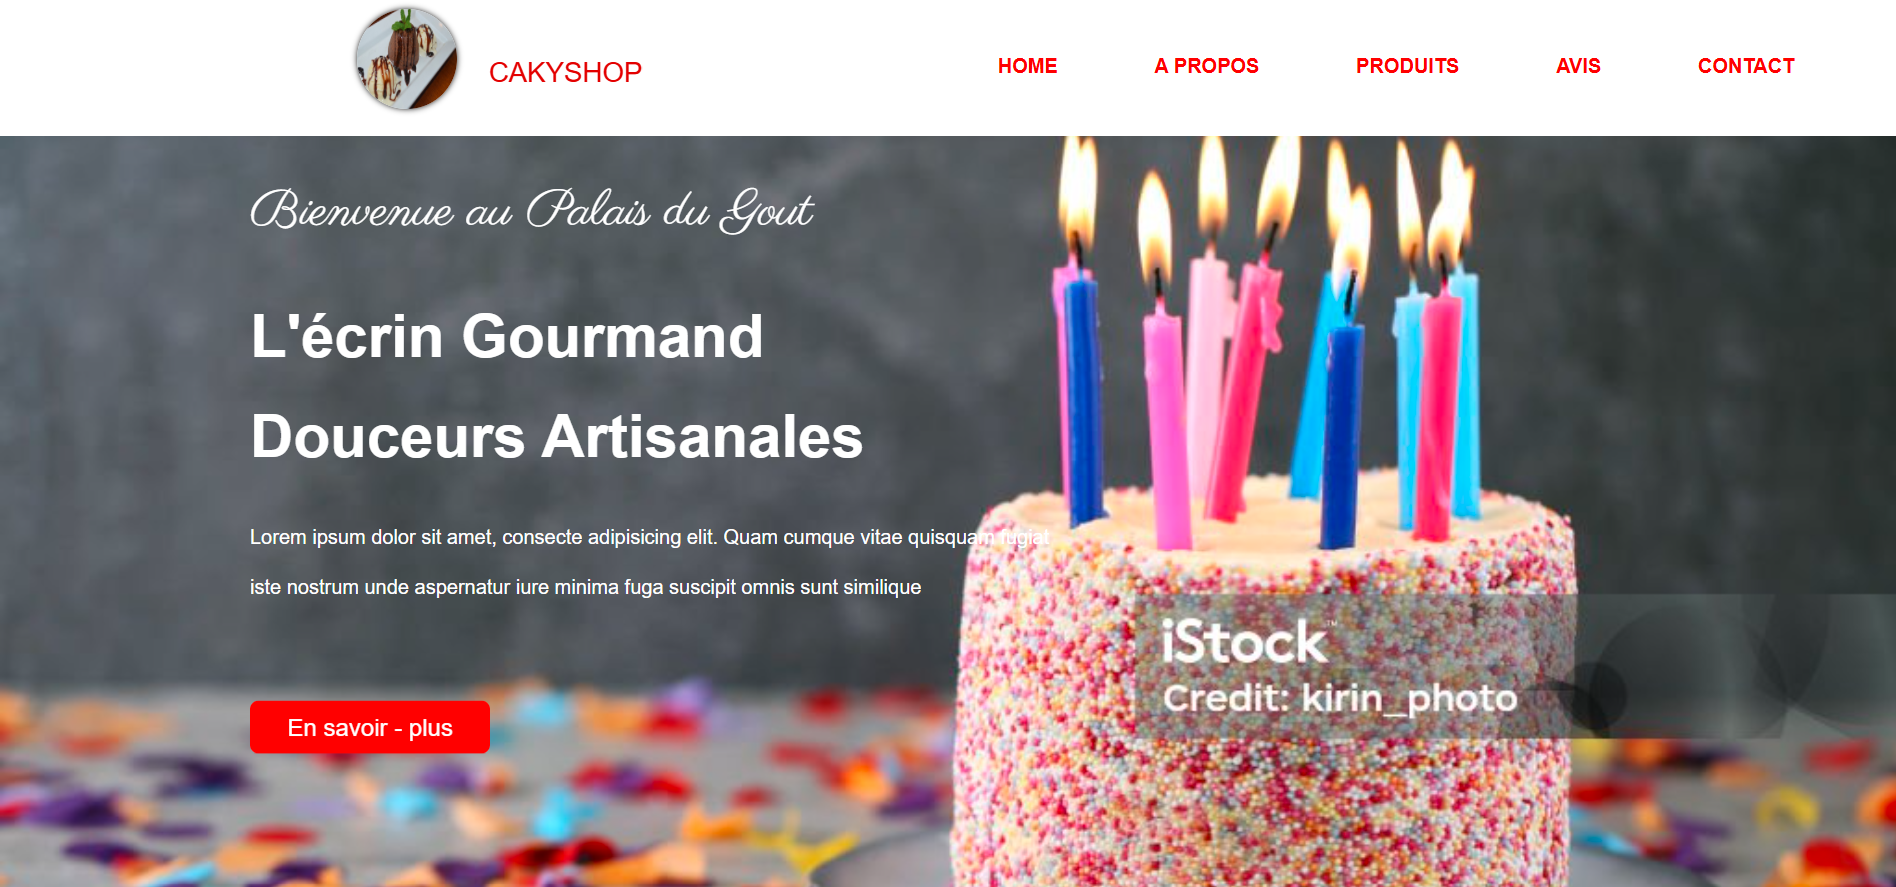 CAKYSHOP
HOME
A PROPOS
PRODUITS
AVIS
CONTACT
Bienvenue au Palais du Gout
L'écrin Gourmand
Douceurs Artisanales
Lorem ipsum dolor sit amet, consecte adipisicing elit. Quam cumque vitae quisquam fugiat
iste nostrum unde aspernatur iure minima fuga suscipit omnis sunt similique
iStock™
Credit: kirin_photo
En savoir - plus